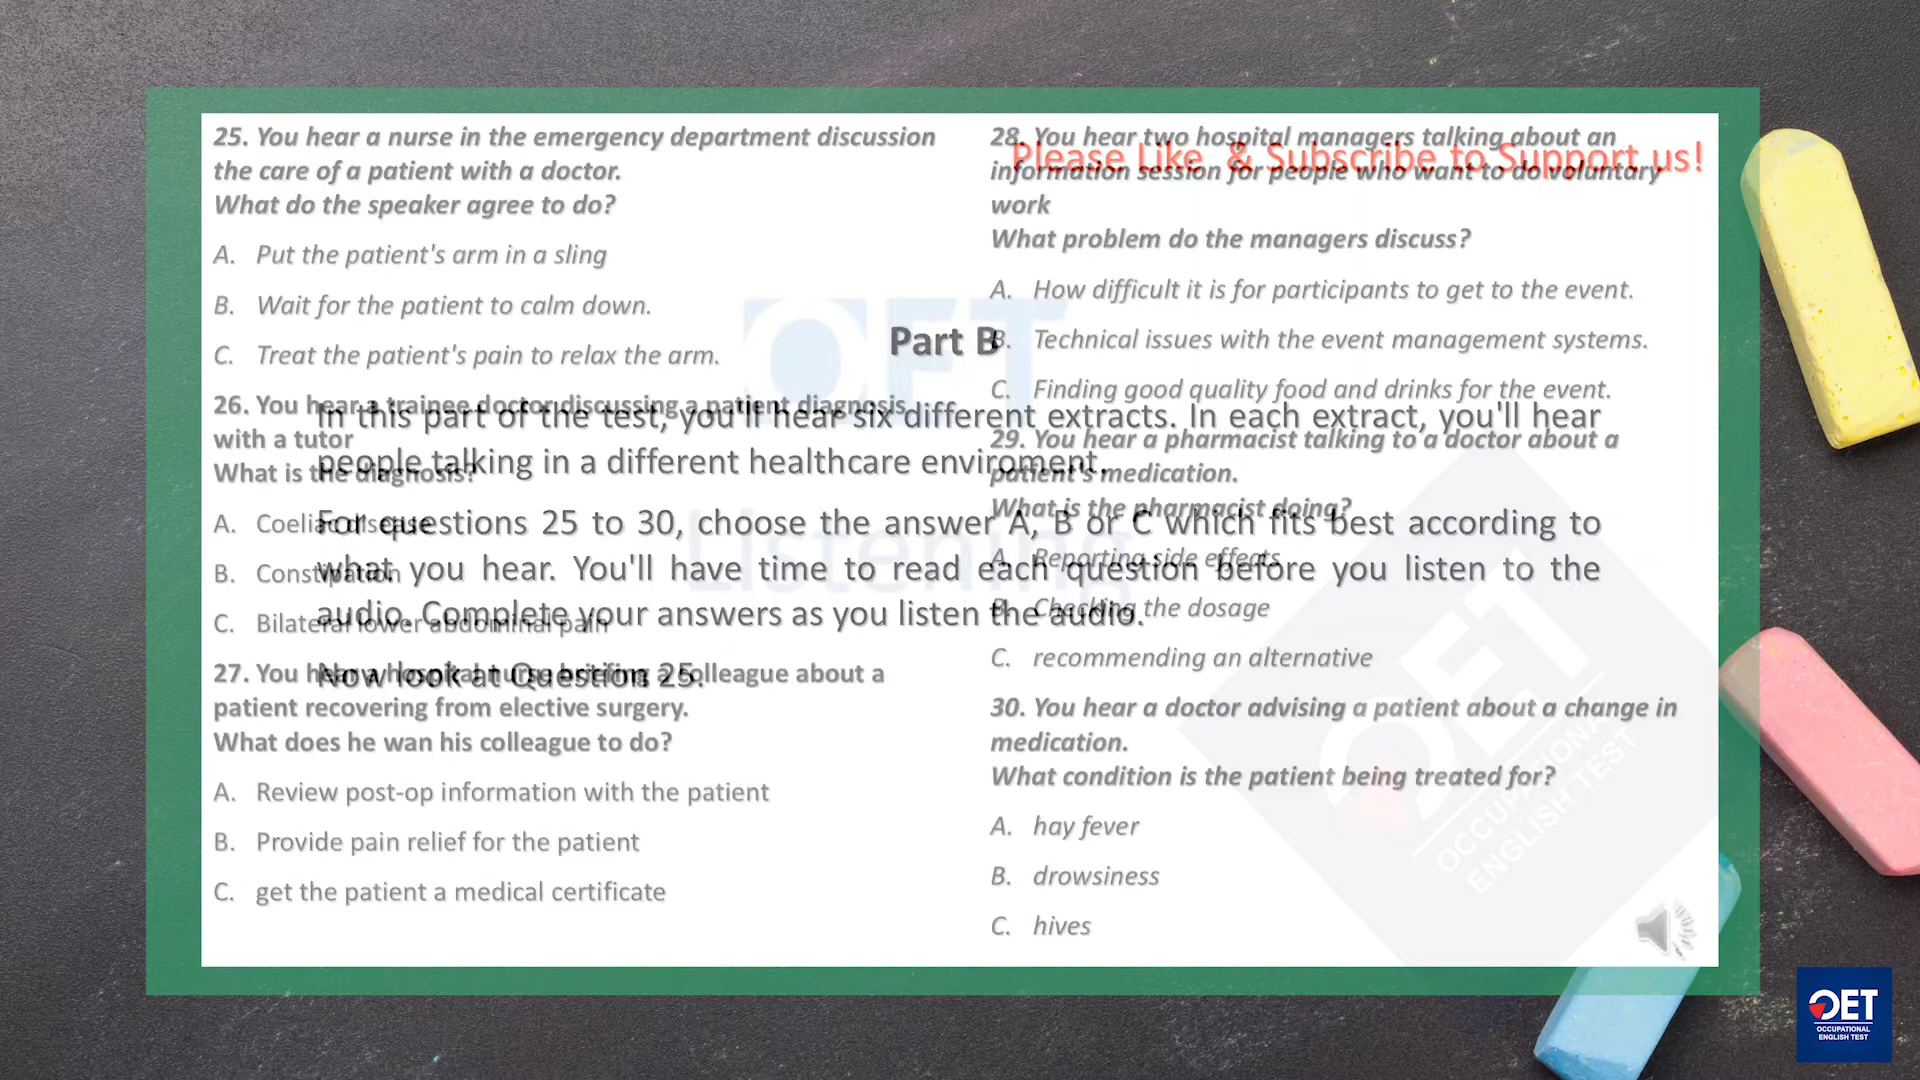 25. You hear a nurse in the emergency department discussion
the care of a patient with a doctor.
What do the speaker agree to do?
A. Put the patient's arm in a sling
B. Wait for the patient to calm down.
C. Treat the patient's pain to relax the arm.
26. You hear a trainee doctor discussing a patient diagnosis
with a tutor
What is the diagnosis?
A. Coeliac disease
B. Constipation
C. Bilateral lower abdominal pain
27. You hear a hospital nurse briefing a colleague about a
patient recovering from elective surgery.
What does he wan his colleague to do?
A. Review post-op information with the patient
B. Provide pain relief for the patient
C. get the patient a medical certificate
28. You hear two hospital managers talking about an
information session for people who want to do voluntary
work
What problem do the managers discuss?
A. How difficult it is for participants to get to the event.
B. Technical issues with the event management systems.
C. Finding good quality food and drinks for the event.
29. You hear a pharmacist talking to a doctor about a
patient's medication.
What is the pharmacist doing?
A. Reporting side effects
B. Checking the dosage
C. recommending an alternative
30. You hear a doctor advising a patient about a change in
medication.
What condition is the patient being treated for?
A. hay fever
B. drowsiness
C. hives
Please Like & Subscribe to Support us!
OET
Listening
Part B
In this part of the test, you'll hear six different extracts. In each extract, you'll hear
people talking in a different healthcare enviroment.
For questions 25 to 30, choose the answer A, B or C which fits best according to
what you hear. You'll have time to read each question before you listen to the
audio. Complete your answers as you listen the audio.
Now look at Question 25.
OET
OCCUPATIONAL
ENGLISH TEST
OET
OCCUPATIONAL
ENGLISH TEST